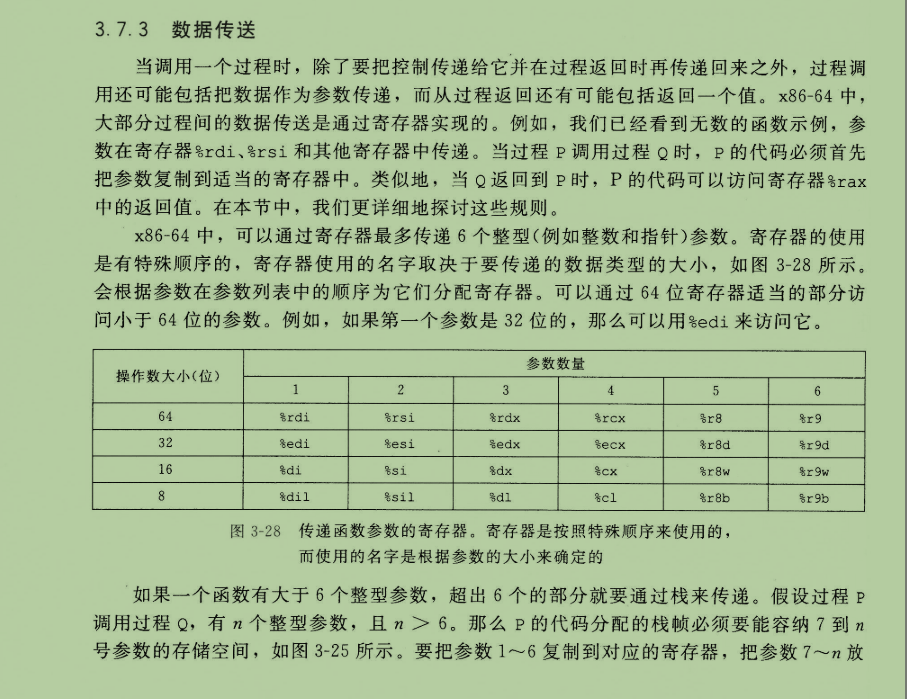 3.7.3 数据传送
当调用一个过程时，除了要把控制传递给它并在过程返回时再传递回来之外，过程调
用还可能包括把数据作为参数传递，而从过程返回还有可能包括返回一个值。x86-64 中，
大部分过程间的数据传送是通过寄存器实现的。例如，我们已经看到无数的函数示例，参
数在寄存器%rdi、%rsi 和其他寄存器中传递。当过程 P 调用过程 Q 时，P 的代码必须首先
把参数复制到适当的寄存器中。类似地，当 Q 返回到 P 时，P 的代码可以访问寄存器%rax
中的返回值。在本节中，我们更详细地探讨这些规则。
x86-64 中，可以通过寄存器最多传递 6 个整型(例如整数和指针)参数。寄存器的使用
是有特殊顺序的，寄存器使用的名字取决于要传递的数据类型的大小，如图 3-28 所示。
会根据参数在参数列表中的顺序为它们分配寄存器。可以通过 64 位寄存器适当的部分访
问小于 64 位的参数。例如，如果第一个参数是 32 位的，那么可以用%edi 来访问它。
操作数大小(位) 参数数量
1 2 3 4 5 6
64 %rdi %rsi %rdx %rcx %r8 %r9
32 %edi %esi %edx %ecx %r8d %r9d
16 %di %si %dx %cx %r8w %r9w
8 %dil %sil %dl %cl %r8b %r9b
图 3-28 传递函数参数的寄存器。寄存器是按照特殊顺序来使用的，
而使用的名字是根据参数的大小来确定的
如果一个函数有大于 6 个整型参数，超出 6 个的部分就要通过栈来传递。假设过程 P
调用过程 Q，有 n 个整型参数，且 n > 6。那么 P 的代码分配的栈帧必须要能容纳 7 到 n
号参数的存储空间，如图 3-25 所示。要把参数 1～6 复制到对应的寄存器，把参数 7～n 放